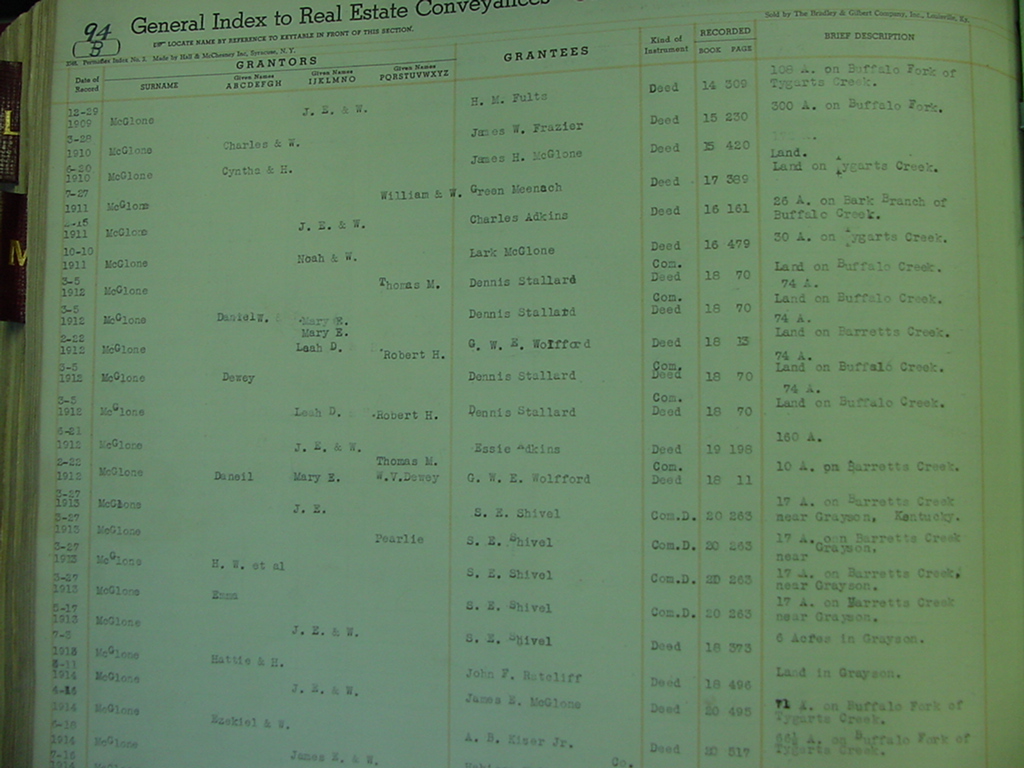 94
B
General Index to Real Estate Conveyances
LOCATE NAME BY REFERENCE TO KEYTABLE IN FRONT OF THIS SECTION.
Made by Hall & McChesney Inc, Syracuse, N. Y.
Sold by The Bradley & Gilbert Company, Inc., Louisville, Ky.
GRANTORS GRANTEES Kind of Instrument RECORDED BRIEF DESCRIPTION
Date of Record SURNAME Given Names ABCDEFGH Given Names IJKLMNO Given Names PQRSTUVWXYZ BOOK PAGE
12-29 1909 McGlone J. E. & W. H. M. Fults Deed 14 309 108 A. on Buffalo Fork of
Tygarts Creek.
3-28 1910 McGlone Charles & W. James W. Frazier Deed 15 230 300 A. on Buffalo Fork.
6-20 1910 McGlone Cyntha & H. James H. McGlone Deed 15 420 Land.
7-27 1911 McGlone William & W. Green Meenach Deed 17 389 Land on Tygarts Creek.
1911 McGlone J. E. & W. Charles Adkins Deed 16 161 26 A. on Bark Branch of
Buffalo Creek.
10-10 1911 McGlone Noah & W. Lark McGlone Deed 16 479 30 A. on Tygarts Creek.
3-5 1912 McGlone Thomas M. Dennis Stallard Com. Deed 18 70 Land on Buffalo Creek.
74 A.
3-5 1912 McGlone Daniel W. Mary E. Dennis Stallard Com. Deed 18 70 Land on Buffalo Creek.
74 A.
2-22 1912 McGlone Mary E. Leah D. Robert H. G. W. E. Wolfford Deed 18 13 Land on Barretts Creek.
74 A.
3-5 1912 McGlone Dewey Dennis Stallard Com. Deed 18 70 Land on Buffalo Creek.
74 A.
3-5 1912 McGlone Leah D. Robert H. Dennis Stallard Com. Deed 18 70 Land on Buffalo Creek.
6-21 1912 McGlone J. E. & W. Essie Adkins Deed 19 198 160 A.
2-22 1912 McGlone Daneil Mary E. Thomas M. W.V.Dewey G. W. E. Wolfford Com. Deed 18 11 10 A. on Barretts Creek.
3-27 1913 McGlone J. E. S. E. Shivel Com.D. 20 263 17 A. on Barretts Creek
near Grayson, Kentucky.
3-27 1913 McGlone Pearlie S. E. Shivel Com.D. 20 263 17 A. oon Barretts Creek
near Grayson.
3-27 1913 McGlone H. W. et al S. E. Shivel Com.D. 20 263 17 A. on Barretts Creek,
near Grayson.
3-27 1913 McGlone Emma S. E. Shivel Com.D. 20 263 17 A. on Barretts Creek
near Grayson.
5-17 1913 McGlone J. E. & W. S. E. Shivel Deed 18 373 6 Acres in Grayson.
7-3 1913 McGlone Hattie & H. John F. Ratcliff Deed 18 496 Land in Grayson.
1914 McGlone J. E. & W. James E. McGlone Deed 20 495 71 A. on Buffalo Fork of
Tygarts Creek.
1914 McGlone Ezekiel & W. A. B. Kiser Jr. Deed 20 517 on Buffalo Fork of
Tygarts Creek.
1914 McGlone James E. & W. Co.
L
M